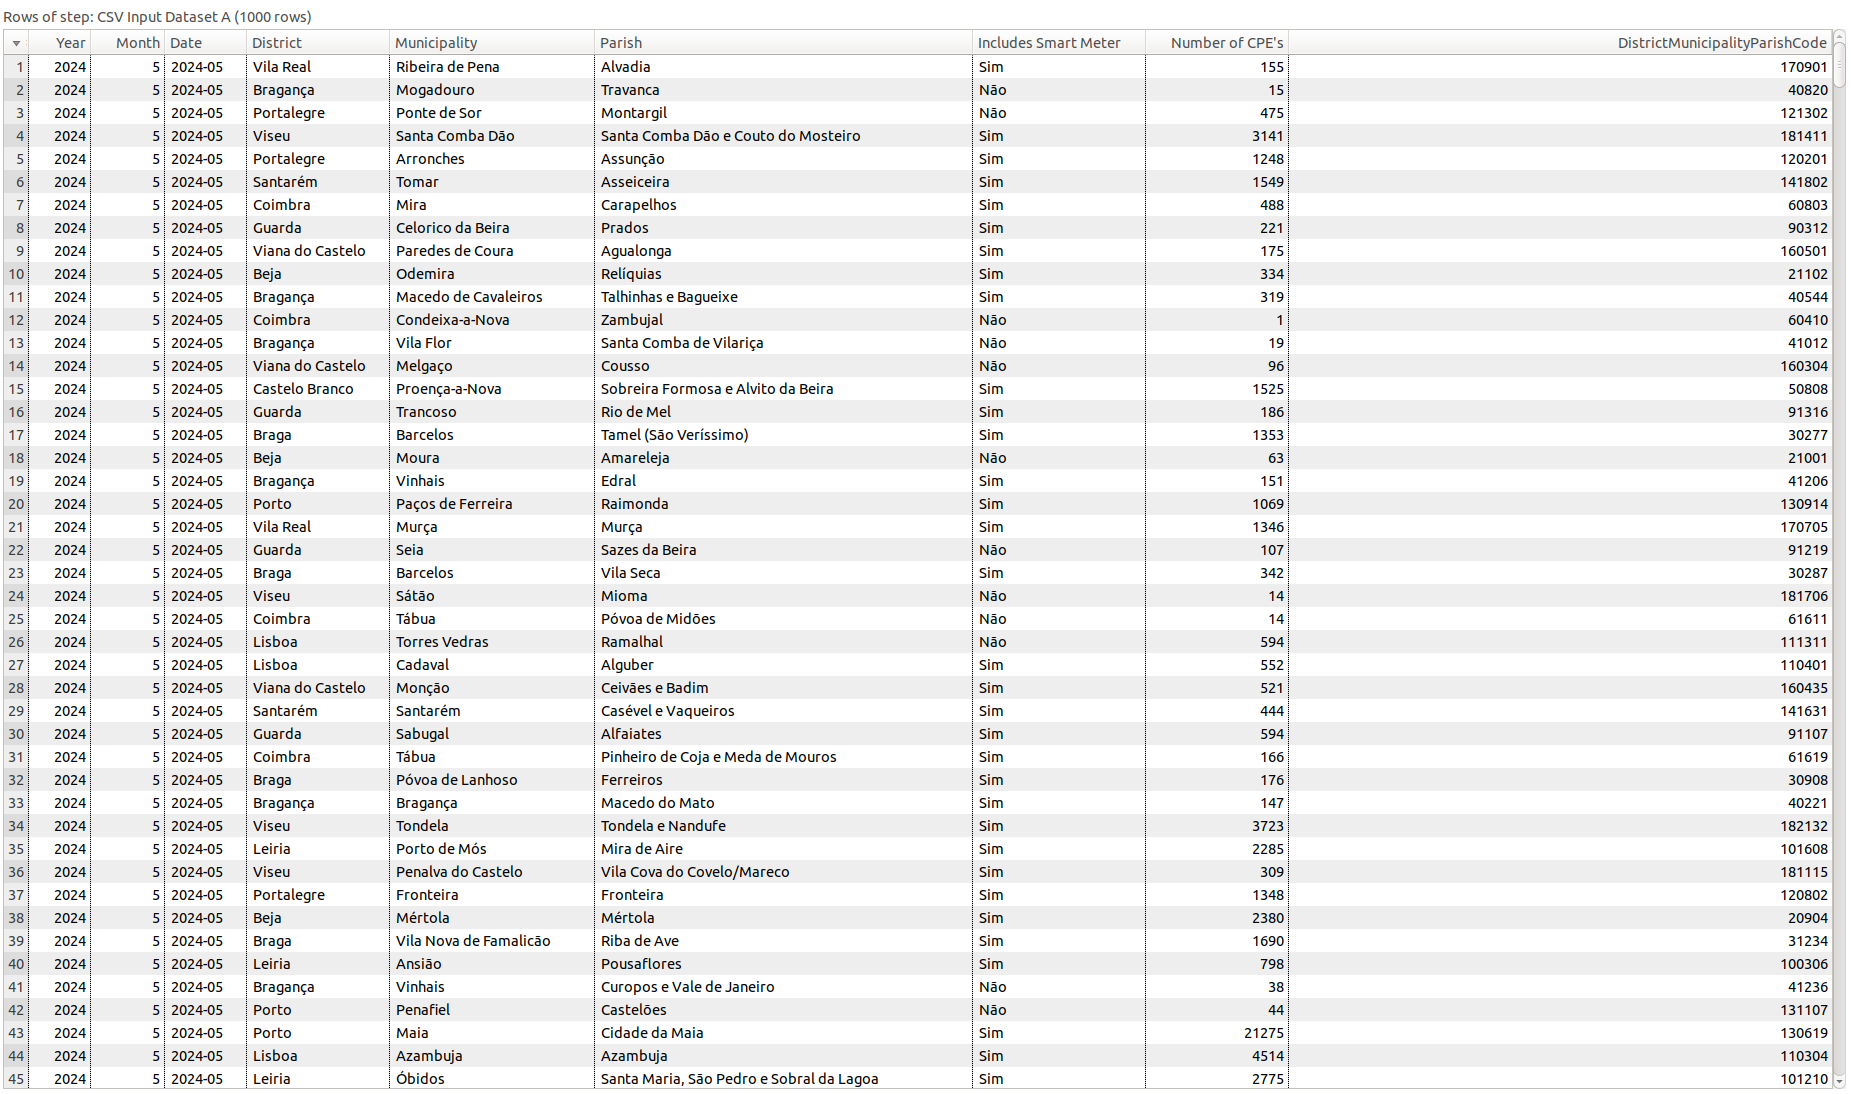 Rows of step: CSV Input Dataset A (1000 rows)
Year Month Date District Municipality Parish Includes Smart Meter Number of CPE's DistrictMunicipalityParishCode
1 2024 5 2024-05 Vila Real Ribeira de Pena Alvadia Sim 155 170901
2 2024 5 2024-05 Bragança Mogadouro Travanca Não 15 40820
3 2024 5 2024-05 Portalegre Ponte de Sor Montargil Não 475 121302
4 2024 5 2024-05 Viseu Santa Comba Dão Santa Comba Dão e Couto do Mosteiro Sim 3141 181411
5 2024 5 2024-05 Portalegre Arronches Assunção Sim 1248 120201
6 2024 5 2024-05 Santarém Tomar Asseiceira Sim 1549 141802
7 2024 5 2024-05 Coimbra Mira Carapelhos Sim 488 60803
8 2024 5 2024-05 Guarda Celorico da Beira Prados Sim 221 90312
9 2024 5 2024-05 Viana do Castelo Paredes de Coura Agualonga Sim 175 160501
10 2024 5 2024-05 Beja Odemira Relíquias Sim 334 21102
11 2024 5 2024-05 Bragança Macedo de Cavaleiros Talhinhas e Bagueixe Sim 319 40544
12 2024 5 2024-05 Coimbra Condeixa-a-Nova Zambujal Não 1 60410
13 2024 5 2024-05 Bragança Vila Flor Santa Comba de Vilariça Não 19 41012
14 2024 5 2024-05 Viana do Castelo Melgaço Cousso Não 96 160304
15 2024 5 2024-05 Castelo Branco Proença-a-Nova Sobreira Formosa e Alvito da Beira Sim 1525 50808
16 2024 5 2024-05 Guarda Trancoso Rio de Mel Sim 186 91316
17 2024 5 2024-05 Braga Barcelos Tamel (São Veríssimo) Sim 1353 30277
18 2024 5 2024-05 Beja Moura Amareleja Não 63 21001
19 2024 5 2024-05 Bragança Vinhais Edral Sim 151 41206
20 2024 5 2024-05 Porto Paços de Ferreira Raimonda Sim 1069 130914
21 2024 5 2024-05 Vila Real Murça Murça Sim 1346 170705
22 2024 5 2024-05 Guarda Seia Sazes da Beira Não 107 91219
23 2024 5 2024-05 Braga Barcelos Vila Seca Sim 342 30287
24 2024 5 2024-05 Viseu Sátão Mioma Não 14 181706
25 2024 5 2024-05 Coimbra Tábua Póvoa de Midões Não 14 61611
26 2024 5 2024-05 Lisboa Torres Vedras Ramalhal Não 594 111311
27 2024 5 2024-05 Lisboa Cadaval Alguber Sim 552 110401
28 2024 5 2024-05 Viana do Castelo Monção Ceivães e Badim Sim 521 160435
29 2024 5 2024-05 Santarém Santarém Casével e Vaqueiros Sim 444 141631
30 2024 5 2024-05 Guarda Sabugal Alfaiates Sim 594 91107
31 2024 5 2024-05 Coimbra Tábua Pinheiro de Coja e Meda de Mouros Sim 166 61619
32 2024 5 2024-05 Braga Póvoa de Lanhoso Ferreiros Sim 176 30908
33 2024 5 2024-05 Bragança Bragança Macedo do Mato Sim 147 40221
34 2024 5 2024-05 Viseu Tondela Tondela e Nandufe Sim 3723 182132
35 2024 5 2024-05 Leiria Porto de Mós Mira de Aire Sim 2285 101608
36 2024 5 2024-05 Viseu Penalva do Castelo Vila Cova do Covelo/Mareco Sim 309 181115
37 2024 5 2024-05 Portalegre Fronteira Fronteira Sim 1348 120802
38 2024 5 2024-05 Beja Mértola Mértola Sim 2380 20904
39 2024 5 2024-05 Braga Vila Nova de Famalicão Riba de Ave Sim 1690 31234
40 2024 5 2024-05 Leiria Ansião Pousaflores Sim 798 100306
41 2024 5 2024-05 Bragança Vinhais Curopos e Vale de Janeiro Não 38 41236
42 2024 5 2024-05 Porto Penafiel Castelões Não 44 131107
43 2024 5 2024-05 Porto Maia Cidade da Maia Sim 21275 130619
44 2024 5 2024-05 Lisboa Azambuja Azambuja Sim 4514 110304
45 2024 5 2024-05 Leiria Óbidos Santa Maria, São Pedro e Sobral da Lagoa Sim 2775 101210